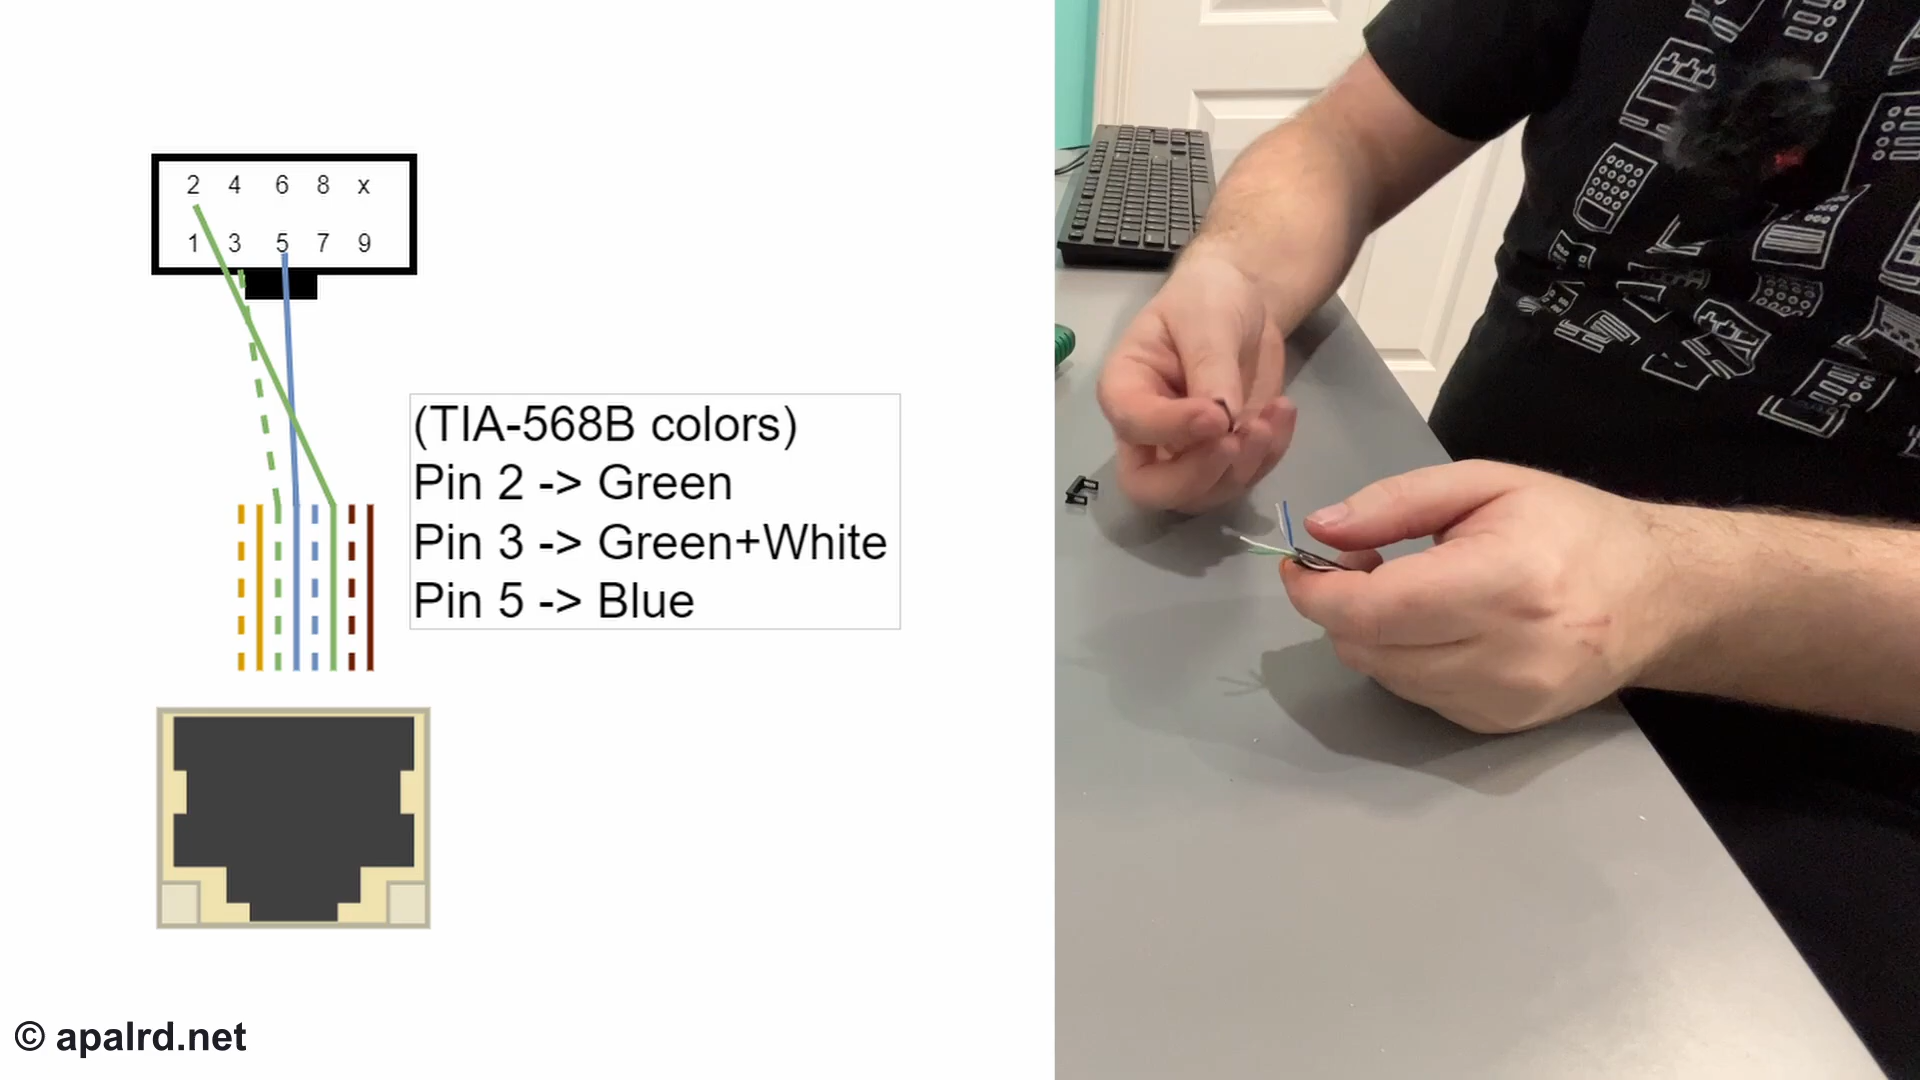 2 4 6 8 x
1 3 5 7 9
(TIA-568B colors)
Pin 2 -> Green
Pin 3 -> Green+White
Pin 5 -> Blue
© apalrd.net